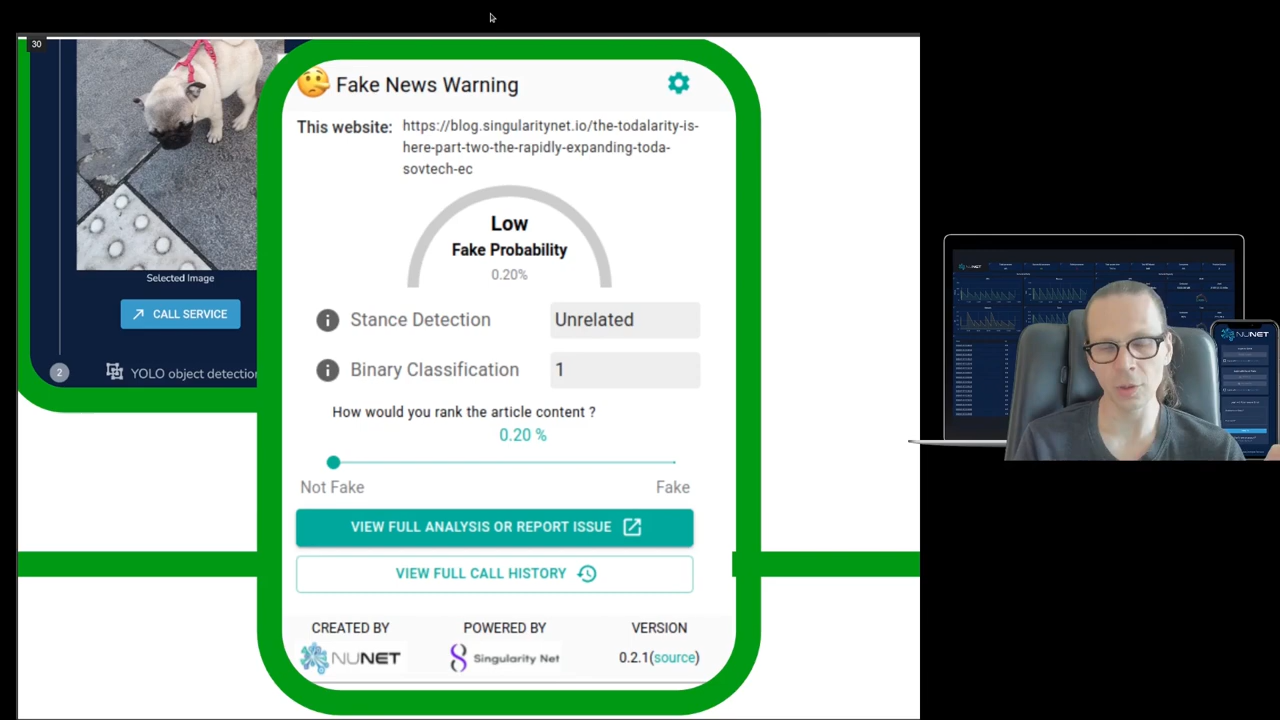 30
Selected Image
CALL SERVICE
2
YOLO object detection
Fake News Warning
This website:
https://blog.singularitynet.io/the-todalarity-is-
here-part-two-the-rapidly-expanding-toda-
sovtech-ec
Low
Fake Probability
0.20%
Stance Detection
Unrelated
Binary Classification
1
How would you rank the article content ?
0.20 %
Not Fake
Fake
VIEW FULL ANALYSIS OR REPORT ISSUE
VIEW FULL CALL HISTORY
CREATED BY
POWERED BY
VERSION
NUNET
Singularity Net
0.2.1(source)
NUNET
NUNET